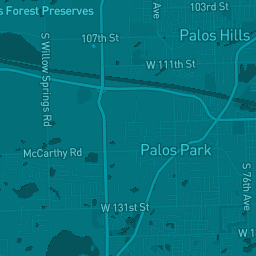 103rd St
s Forest Preserves
Ave
107th St
Palos Hills
S Willow Springs Rd
W 111th St
McCarthy Rd
Palos Park
S 76th Ave
W 131st St
W 1